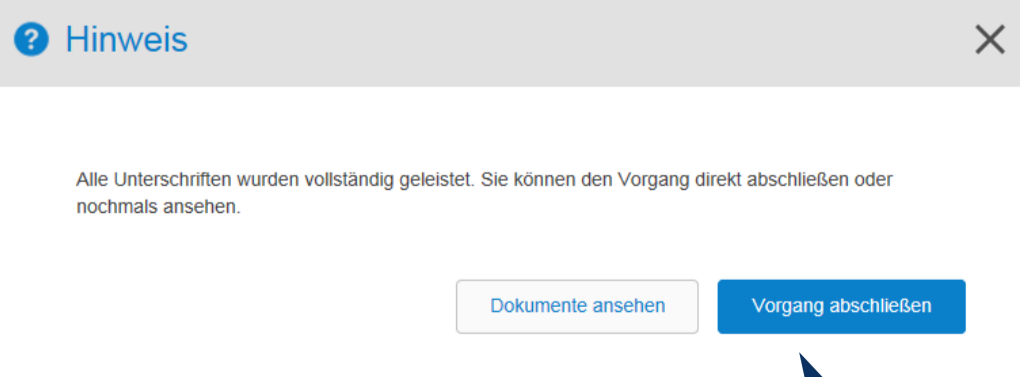 Hinweis
Alle Unterschriften wurden vollständig geleistet. Sie können den Vorgang direkt abschließen oder
nochmals ansehen.
Dokumente ansehen
Vorgang abschließen